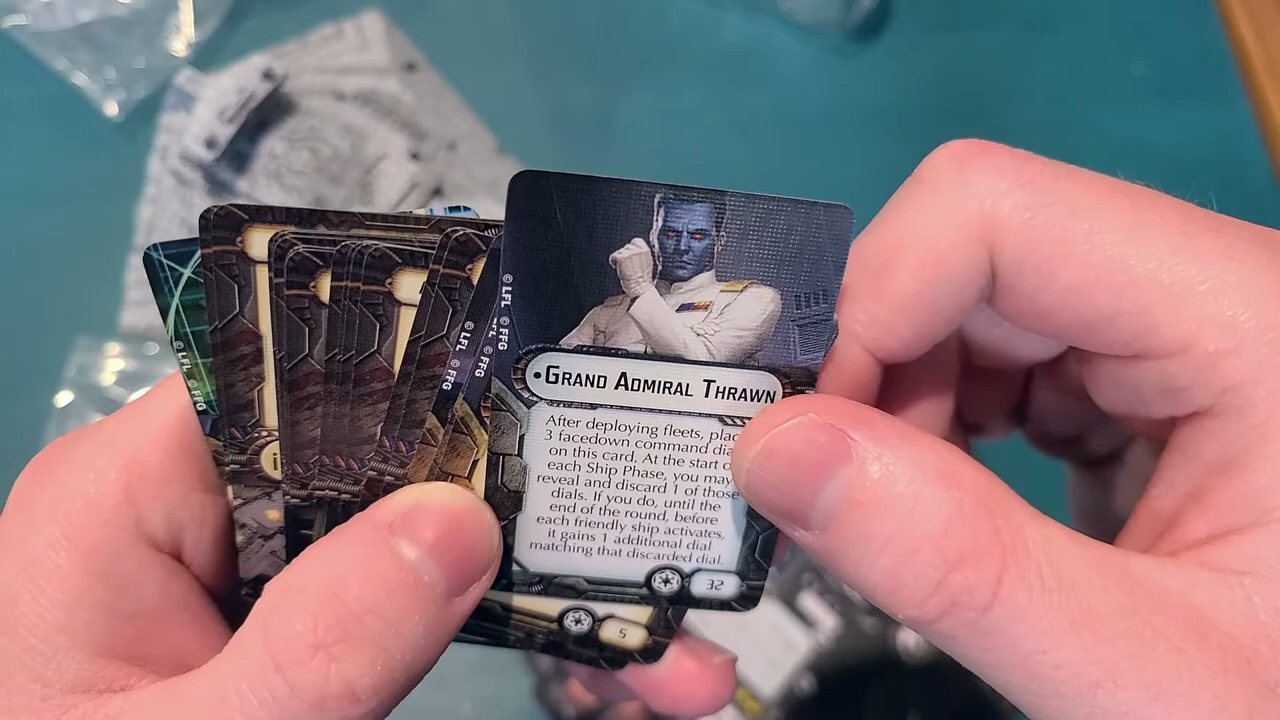 © LFL © FFG
© LFL © FFG
LFL © FFG
© LFL © FFG
•GRAND ADMIRAL THRAWN
After deploying fleets, plac
3 facedown command dia
on this card. At the start o
each Ship Phase, you may
reveal and discard 1 of those
dials. If you do, until the
end of the round, before
each friendly ship activates,
it gains 1 additional dial
matching that discarded dial.
32
5